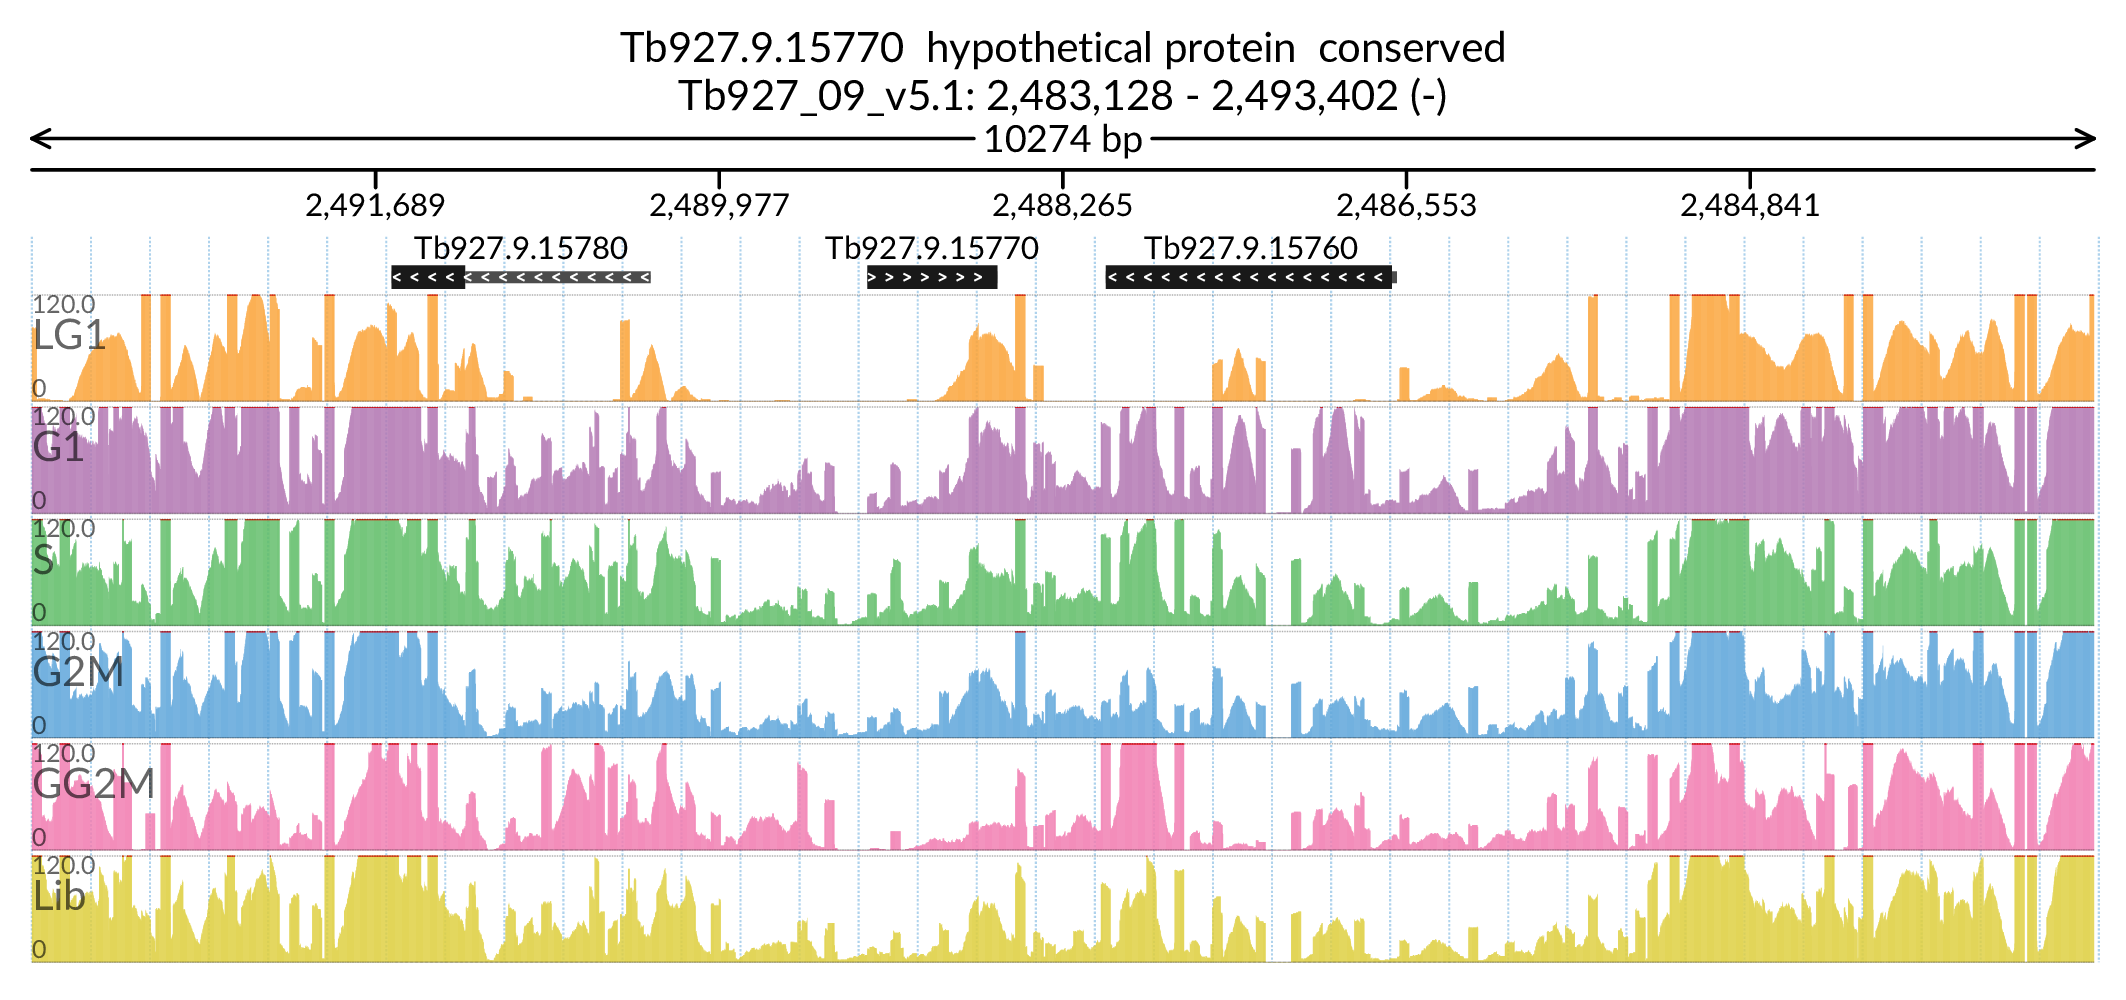 Tb927.9.15770 hypothetical protein conserved
Tb927_09_v5.1: 2,483,128 - 2,493,402 (-)
10274 bp
2,491,689 2,489,977 2,488,265 2,486,553 2,484,841
Tb927.9.15780 Tb927.9.15770 Tb927.9.15760
120.0
LG1
0
120.0
G1
0
120.0
S
0
120.0
G2M
0
120.0
GG2M
0
120.0
Lib
0